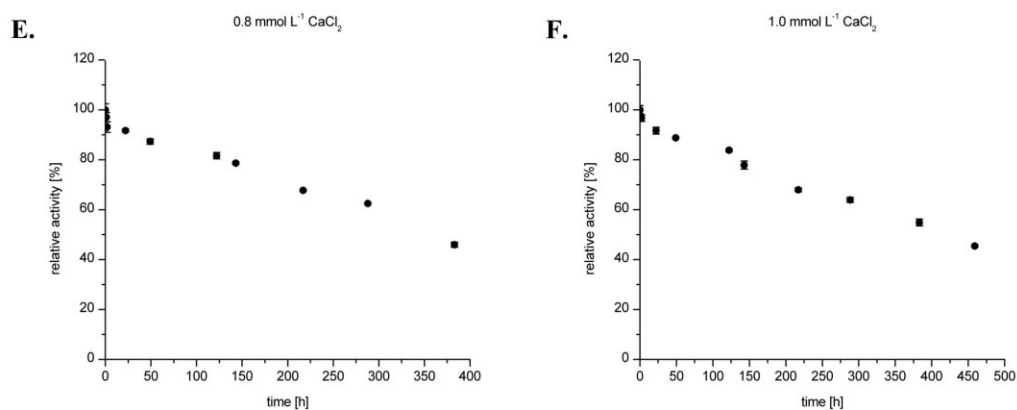 E.
0.8 mmol L⁻¹ CaCl₂
120
100
80
60
40
20
0
relative activity [%]
0 50 100 150 200 250 300 350 400
time [h]
F.
1.0 mmol L⁻¹ CaCl₂
120
100
80
60
40
20
0
relative activity [%]
0 50 100 150 200 250 300 350 400 450 500
time [h]